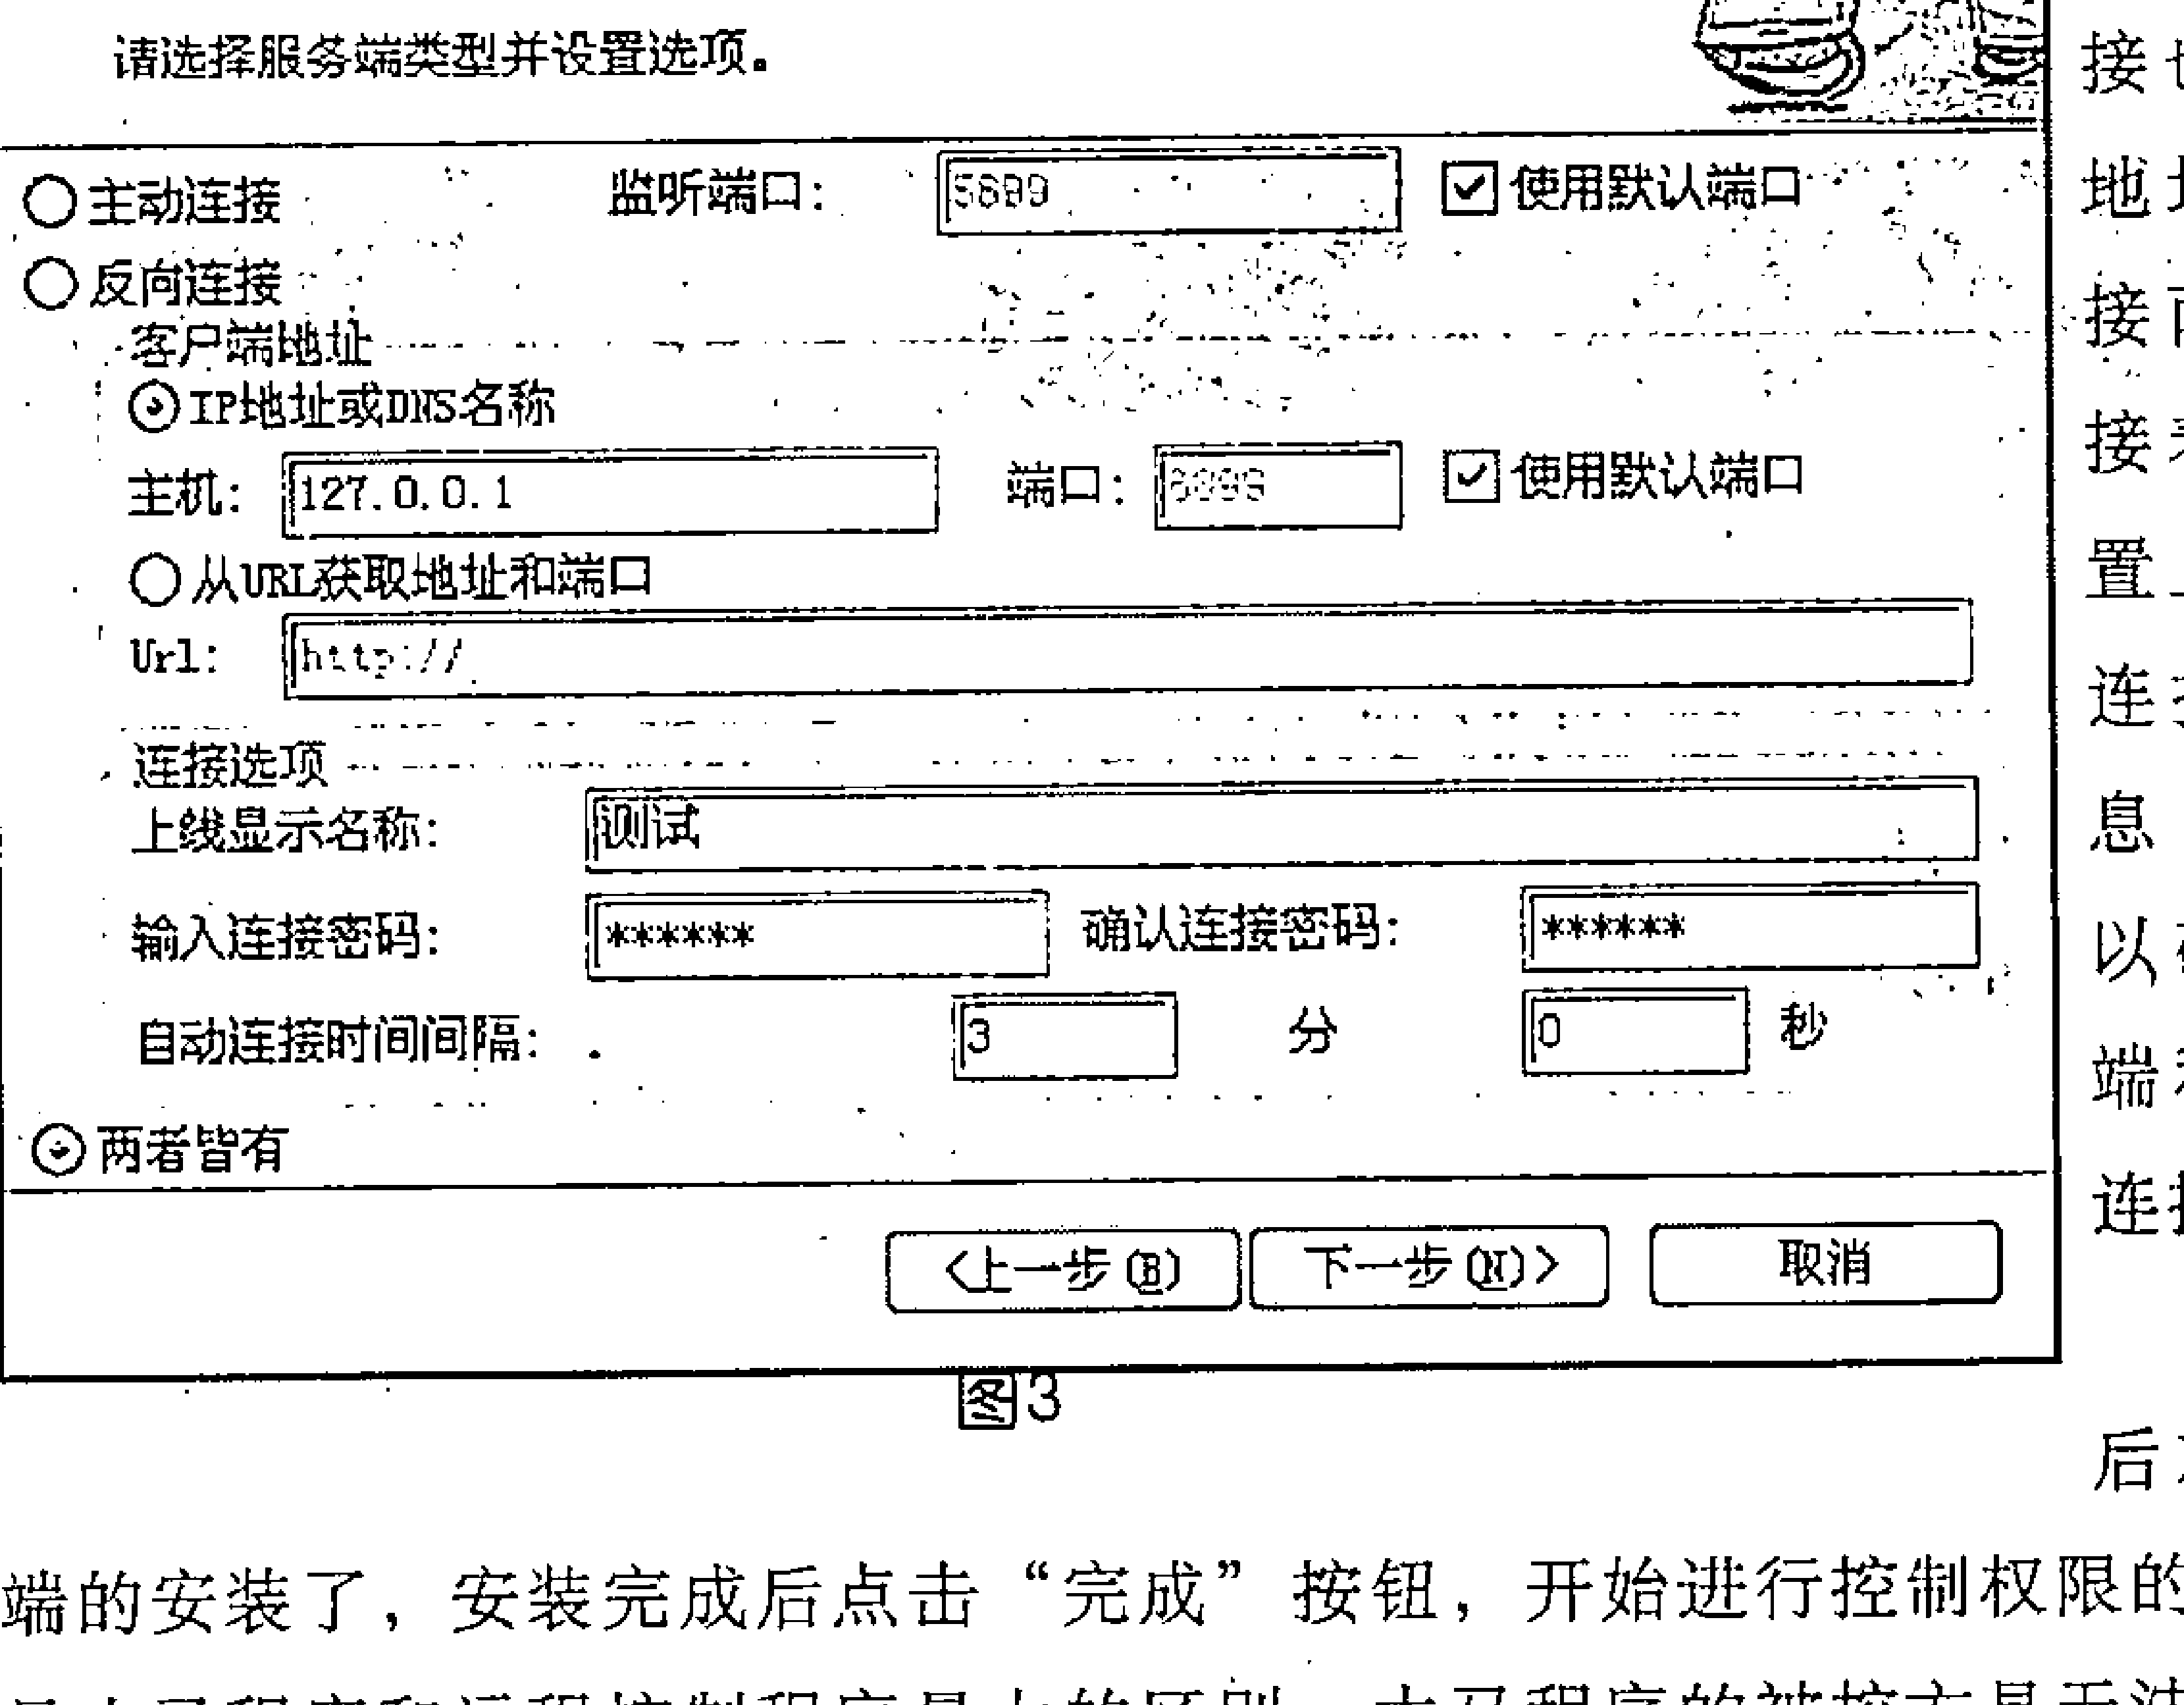 请选择服务端类型并设置选项。
主动连接 监听端口： 5699 使用默认端口
反向连接
客户端地址
IP地址或DNS名称
主机： 127.0.0.1 端口： 使用默认端口
从URL获取地址和端口
Url: http://
连接选项
上线显示名称： 测试
输入连接密码： ****** 确认连接密码： ******
自动连接时间间隔： 3 分 0 秒
两者皆有
<上一步(B) 下一步(N)> 取消
图3
接
地
接
接
置
连
息
以
端
连
后
端的安装了，安装完成后点击“完成”按钮，开始进行控制权限的